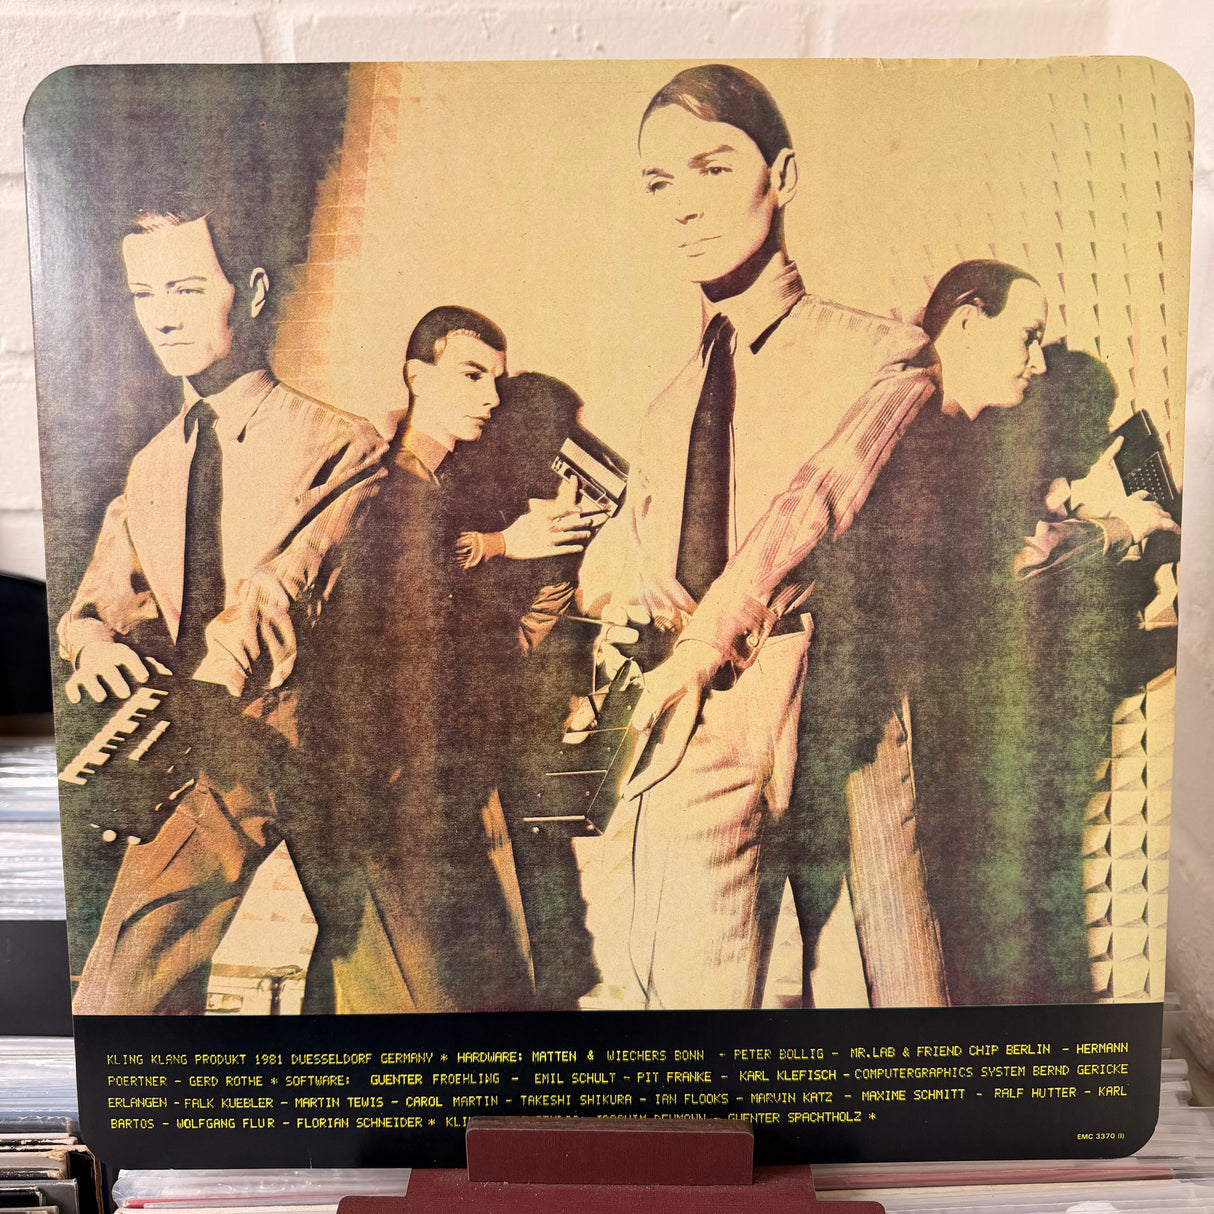 KLING KLANG PRODUKT 1981 DUESSELDORF GERMANY * HARDWARE: MATTEN & WIECHERS BONN - PETER BOLLIG - MR.LAB & FRIEND CHIP BERLIN - HERMANN
POERTNER - GERD ROTHE * SOFTWARE: GUENTER FROEHLING - EMIL SCHULT - PIT FRANKE - KARL KLEFISCH - COMPUTERGRAPHICS SYSTEM BERND GERICKE
ERLANGEN - FALK KUEBLER - MARTIN TEWIS - CAROL MARTIN - TAKESHI SHIKURA - IAN FLOOKS - MARVIN KATZ - MAXIME SCHMITT - RALF HUTTER - KARL
BARTOS - WOLFGANG FLUR - FLORIAN SCHNEIDER * GUENTER SPACHTHOLZ *
EMC 3370 (I)